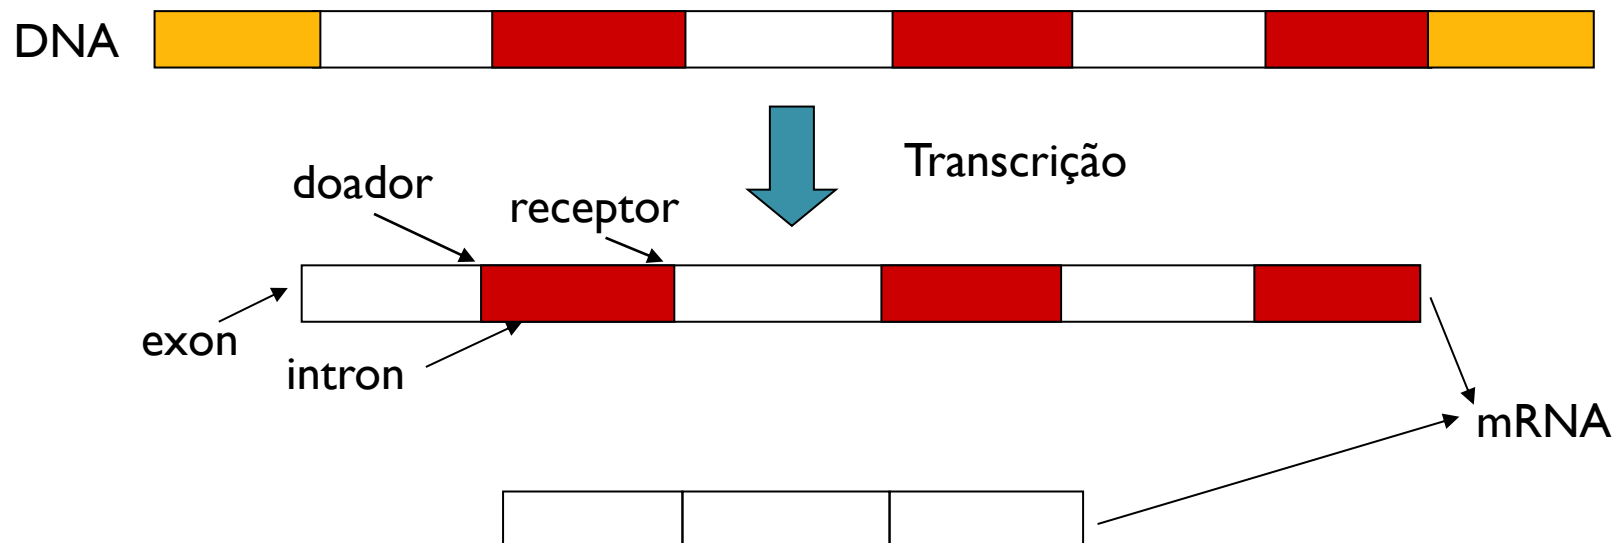 DNA
Transcrição
doador
receptor
exon
intron
mRNA